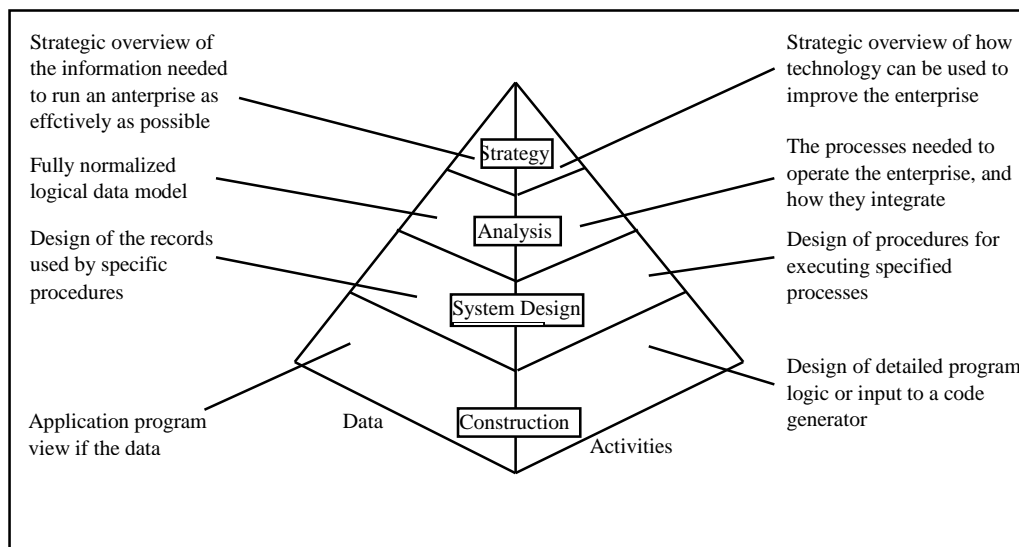 Strategic overview of
the information needed
to run an anterprise as
effctively as possible
Fully normalized
logical data model
Design of the records
used by specific
procedures
Application program
view if the data
Strategy
Analysis
System Design
Construction
Data
Activities
Strategic overview of how
technology can be used to
improve the enterprise
The processes needed to
operate the enterprise, and
how they integrate
Design of procedures for
executing specified
processes
Design of detailed program
logic or input to a code
generator